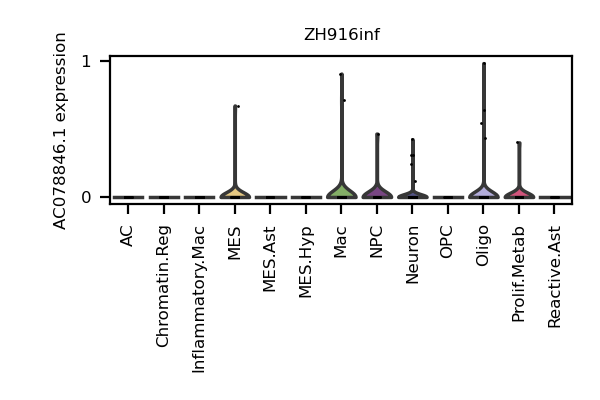 ZH916inf
AC078846.1 expression
1
0
AC
Chromatin.Reg
Inflammatory.Mac
MES
MES.Ast
MES.Hyp
Mac
NPC
Neuron
OPC
Oligo
Prolif.Metab
Reactive.Ast